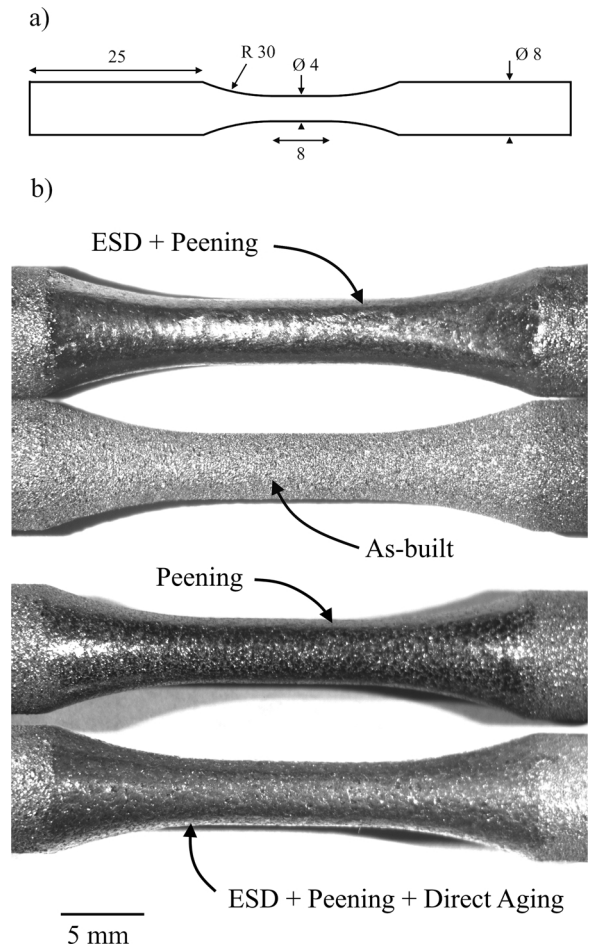 a)
25
R 30
Ø 4
Ø 8
8
b)
ESD + Peening
As-built
Peening
ESD + Peening + Direct Aging
5 mm